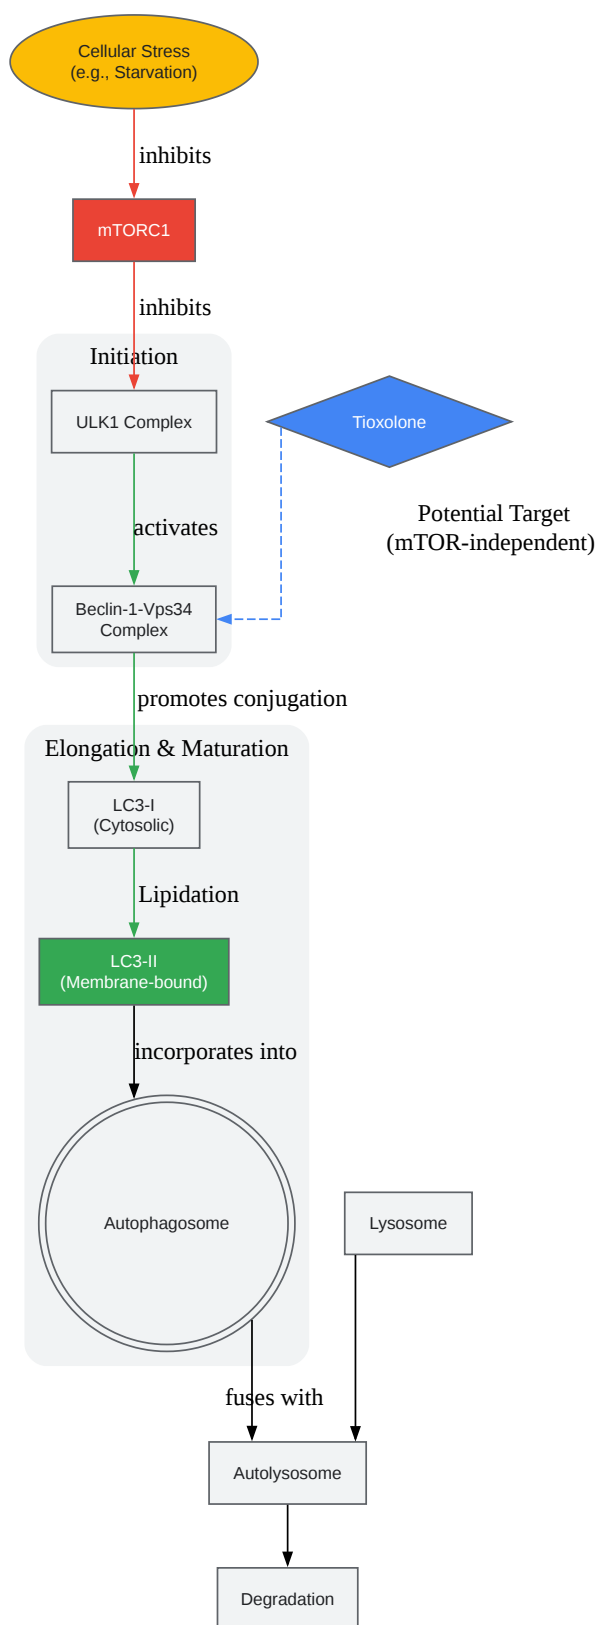 Cellular Stress
(e.g., Starvation)
inhibits
mTORC1
inhibits
Initiation
ULK1 Complex
Tioxolone
Potential Target
(mTOR-independent)
activates
Beclin-1-Vps34
Complex
promotes conjugation
Elongation & Maturation
LC3-I
(Cytosolic)
Lipidation
LC3-II
(Membrane-bound)
incorporates into
Autophagosome
Lysosome
fuses with
Autolysosome
Degradation